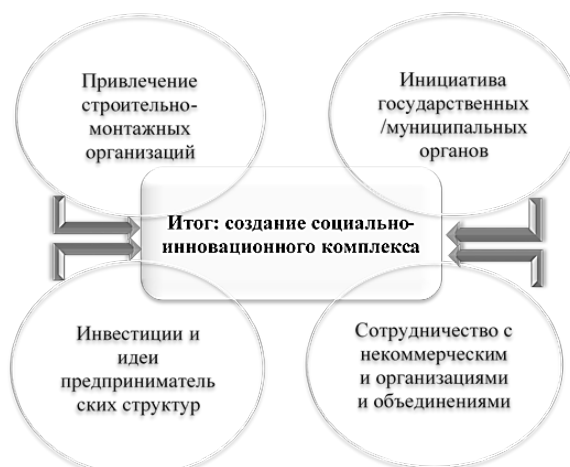 Привлечение
строительно-
монтажных
организаций
Инициатива
государственных
/муниципальных
органов
Итог: создание социально-
инновационного комплекса
Инвестиции и
идеи
предприниматель
ских структур
Сотрудничество с
некоммерческим
и организациями
и объединениями